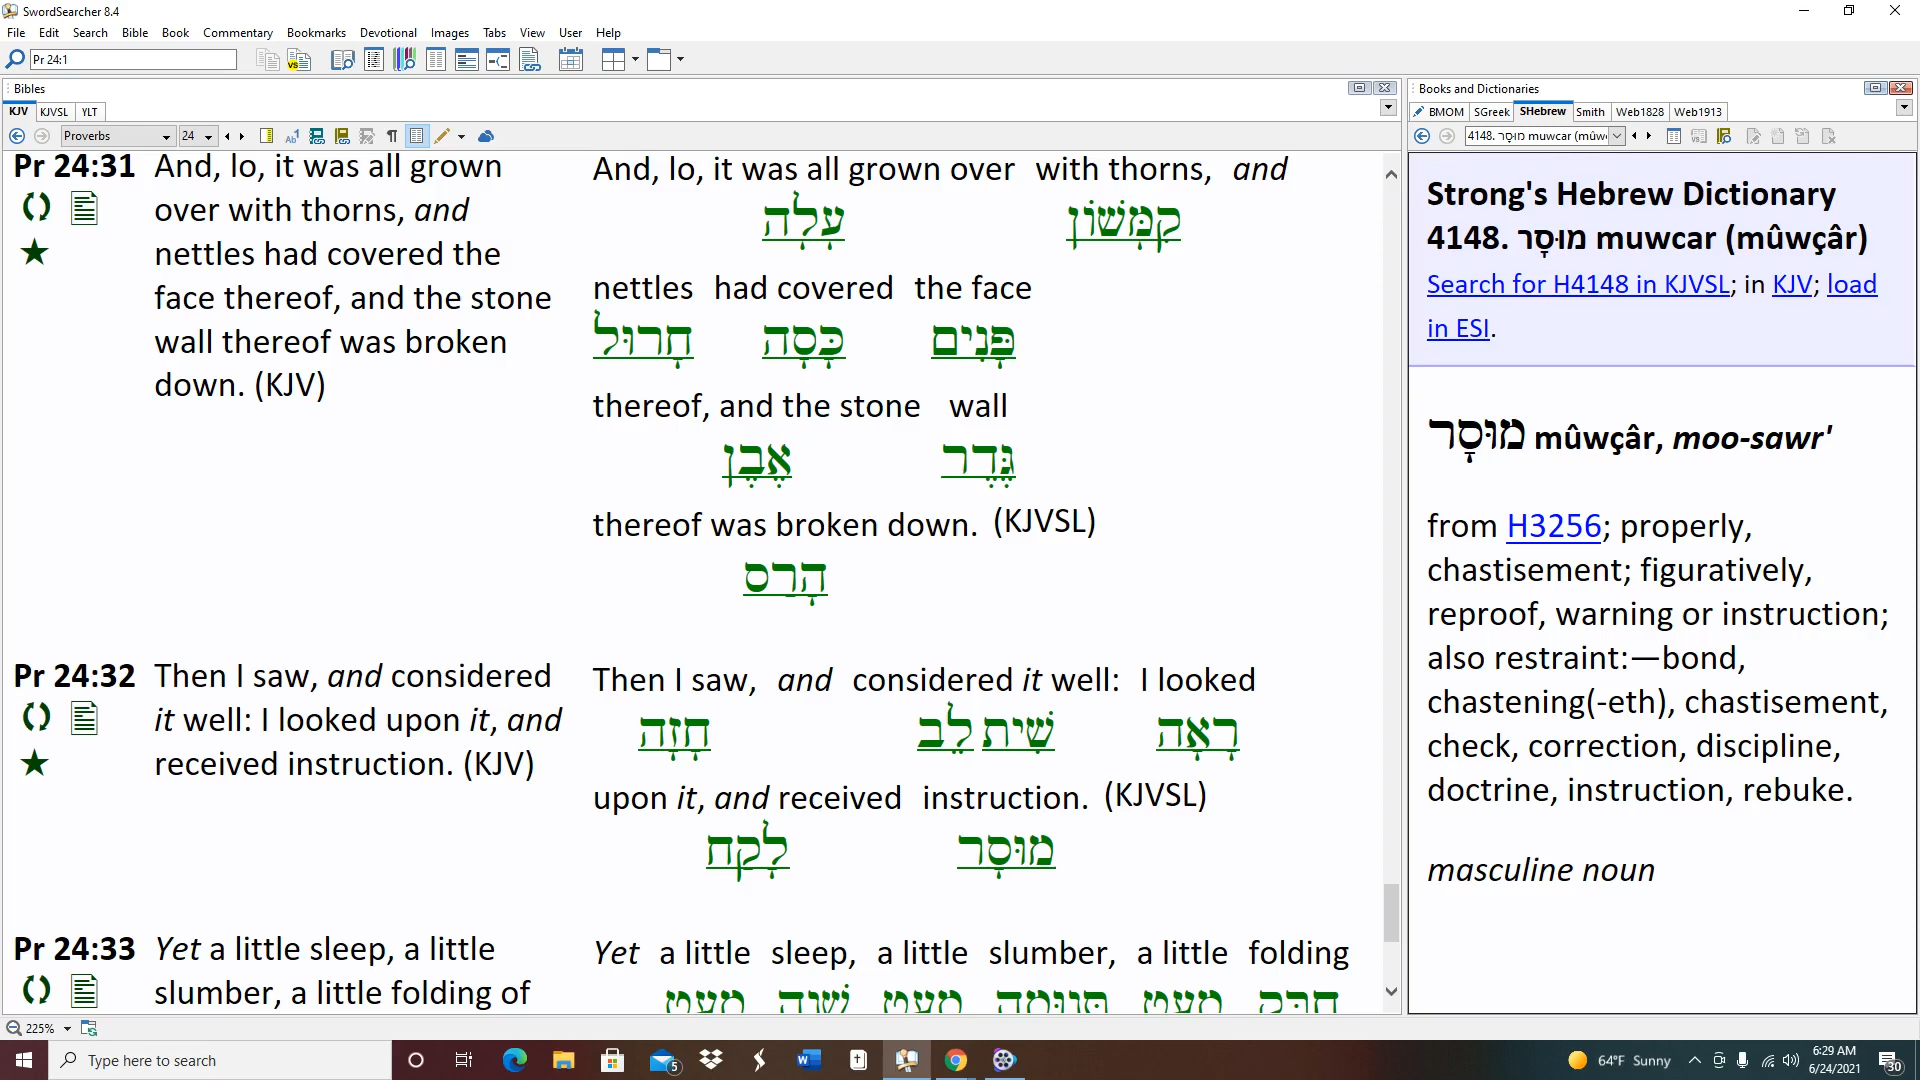 SwordSearcher 8.4
File Edit Search Bible Book Commentary Bookmarks Devotional Images Tabs View User Help
Pr 24:1
Bibles
KJV KJVSL YLT
Proverbs 24
Pr 24:31 And, lo, it was all grown
over with thorns, and
nettles had covered the
face thereof, and the stone
wall thereof was broken
down. (KJV)
And, lo, it was all grown over with thorns, and
עָלָה קִמָּשׁוֹן
nettles had covered the face
חָרוּל כָּסָה פָּנִים
thereof, and the stone wall
אֶבֶן גֶּדֶר
thereof was broken down. (KJVSL)
הָרַס
Pr 24:32 Then I saw, and considered
it well: I looked upon it, and
received instruction. (KJV)
Then I saw, and considered it well: I looked
חָזָה שִׁית לֵב רָאָה
upon it, and received instruction. (KJVSL)
לָקַח מוּסָר
Pr 24:33 Yet a little sleep, a little
slumber, a little folding of
Yet a little sleep, a little slumber, a little folding
225%
Books and Dictionaries
BMOM SGreek SHebrew Smith Web1828 Web1913
4148. מוּסָר muwcar (mûw
Strong's Hebrew Dictionary
4148. מוּסָר muwcar (mûwçâr)
Search for H4148 in KJVSL; in KJV; load
in ESI.
מוּסָר mûwçâr, moo-sawr'
from H3256; properly,
chastisement; figuratively,
reproof, warning or instruction;
also restraint:—bond,
chastening(-eth), chastisement,
check, correction, discipline,
doctrine, instruction, rebuke.
masculine noun
Type here to search
5
64°F Sunny
6:29 AM
6/24/2021
30